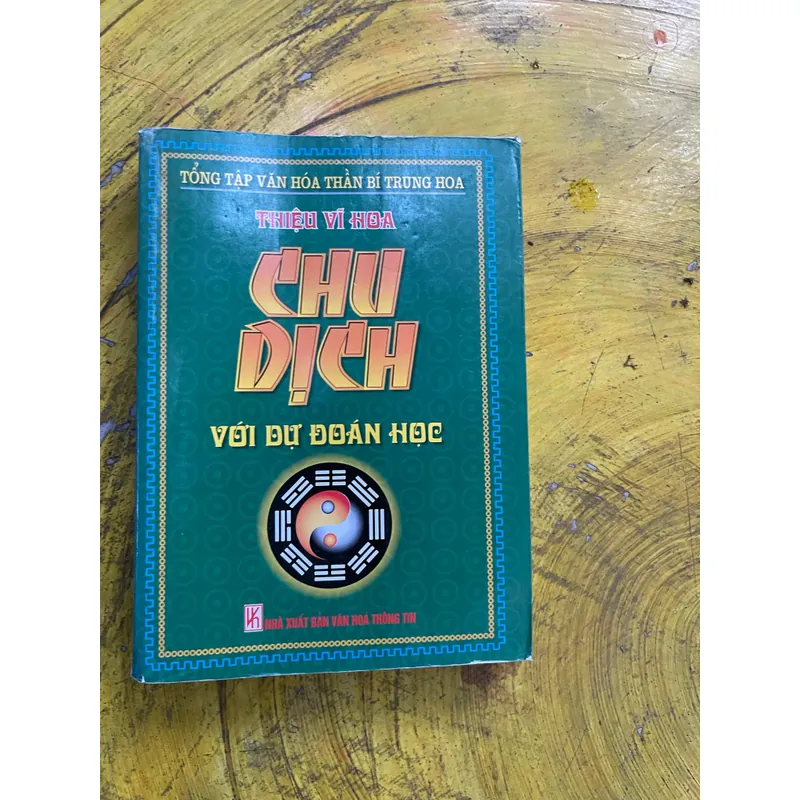 TỔNG TẬP VĂN HÓA THẦN BÍ TRUNG HOA
THIỆU VĨ HOA
CHU
DỊCH
VỚI DỰ ĐOÁN HỌC
NHÀ XUẤT BẢN VĂN HOÁ THÔNG TIN